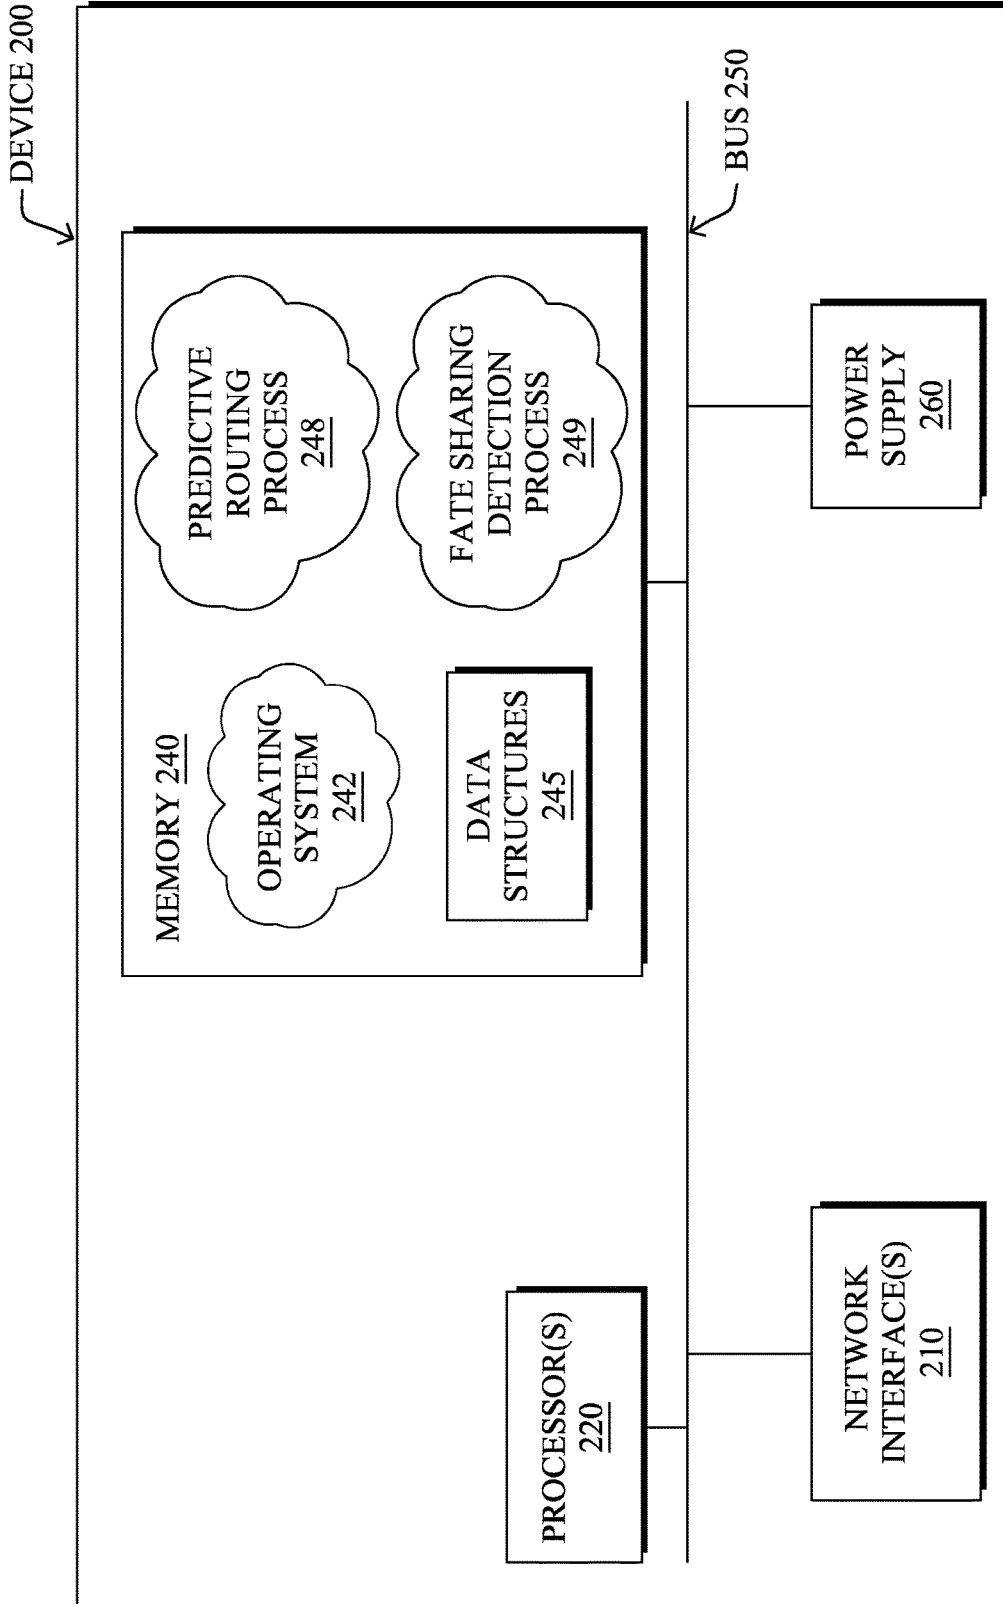 DEVICE 200
MEMORY 240
OPERATING
SYSTEM
242
PREDICTIVE
ROUTING
PROCESS
248
DATA
STRUCTURES
245
FATE SHARING
DETECTION
PROCESS
249
PROCESSOR(S)
220
BUS 250
NETWORK
INTERFACE(S)
210
POWER
SUPPLY
260